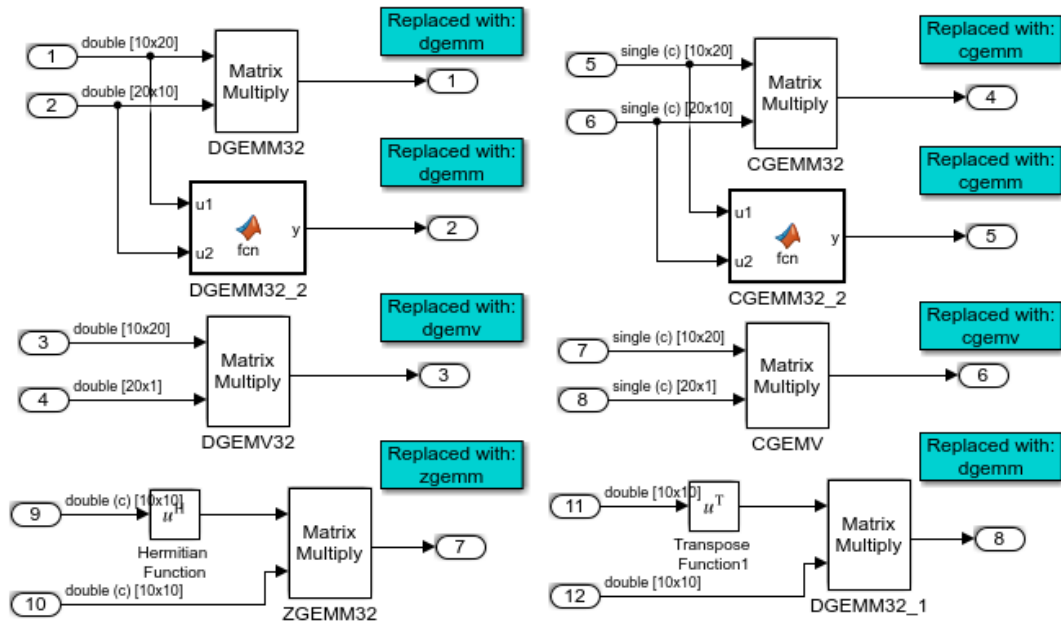 Replaced with:
dgemm
double [10x20]
1
2
double [20x10]
Matrix
Multiply
1
DGEMM32
Replaced with:
dgemm
u1
u2
fcn
y
2
DGEMM32_2
Replaced with:
dgemv
double [10x20]
3
4
double [20x1]
Matrix
Multiply
3
DGEMV32
Replaced with:
zgemm
double (c) [10x10]
9
u^H
Hermitian
Function
Matrix
Multiply
7
10
double (c) [10x10]
ZGEMM32
Replaced with:
cgemm
single (c) [10x20]
5
6
single (c) [20x10]
Matrix
Multiply
4
CGEMM32
Replaced with:
cgemm
u1
u2
fcn
y
5
CGEMM32_2
Replaced with:
cgemv
single (c) [10x20]
7
8
single (c) [20x1]
Matrix
Multiply
6
CGEMV
Replaced with:
dgemm
double [10x10]
11
u^T
Transpose
Function1
Matrix
Multiply
8
12
double [10x10]
DGEMM32_1